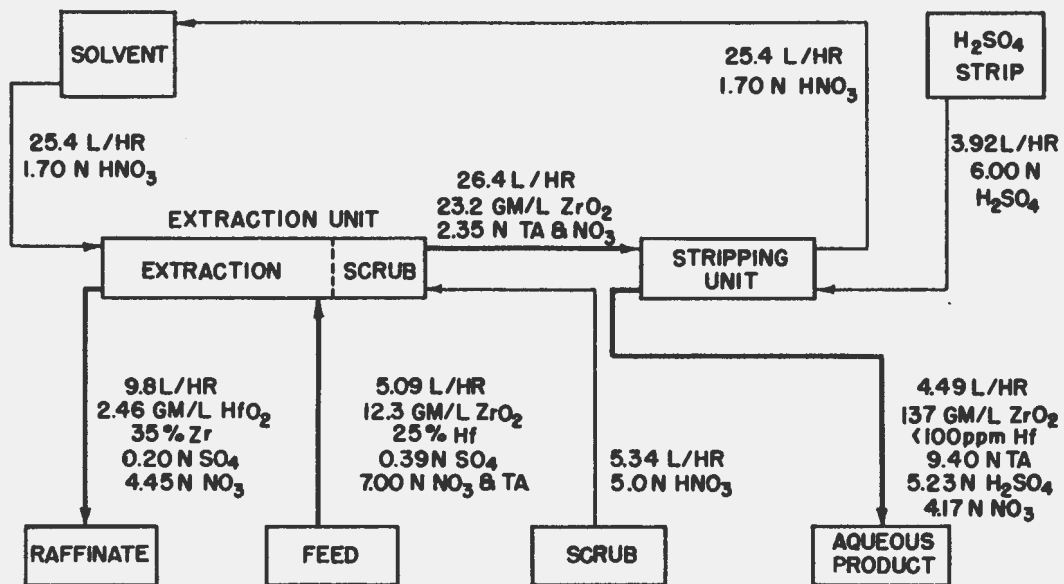 SOLVENT
25.4 L/HR
1.70 N HNO₃
H₂SO₄
STRIP
25.4 L/HR
1.70 N HNO₃
3.92 L/HR
6.00 N
H₂SO₄
26.4 L/HR
23.2 GM/L ZrO₂
2.35 N TA & NO₃
EXTRACTION UNIT
EXTRACTION
SCRUB
STRIPPING
UNIT
9.8 L/HR
2.46 GM/L HfO₂
35% Zr
0.20 N SO₄
4.45 N NO₃
5.09 L/HR
12.3 GM/L ZrO₂
25% Hf
0.39 N SO₄
7.00 N NO₃ & TA
5.34 L/HR
5.0 N HNO₃
4.49 L/HR
137 GM/L ZrO₂
<100ppm Hf
9.40 N TA
5.23 N H₂SO₄
4.17 N NO₃
RAFFINATE
FEED
SCRUB
AQUEOUS
PRODUCT